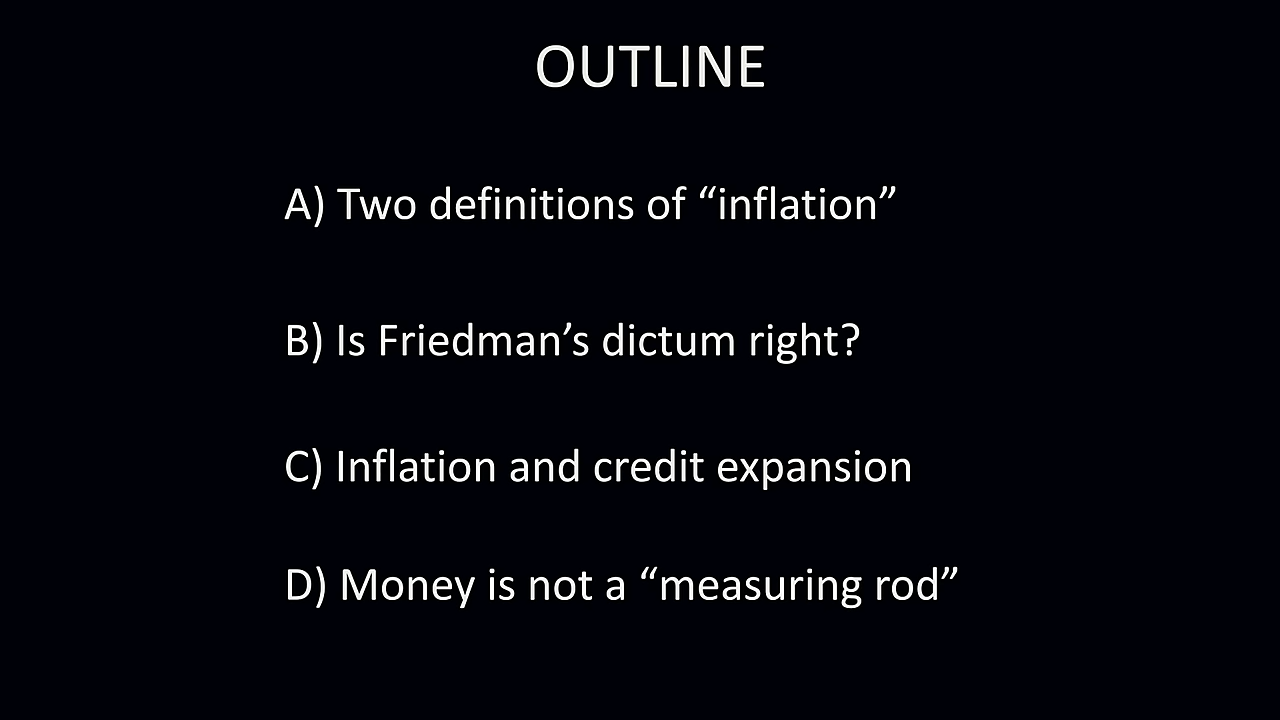 OUTLINE
A) Two definitions of “inflation”
B) Is Friedman’s dictum right?
C) Inflation and credit expansion
D) Money is not a “measuring rod”